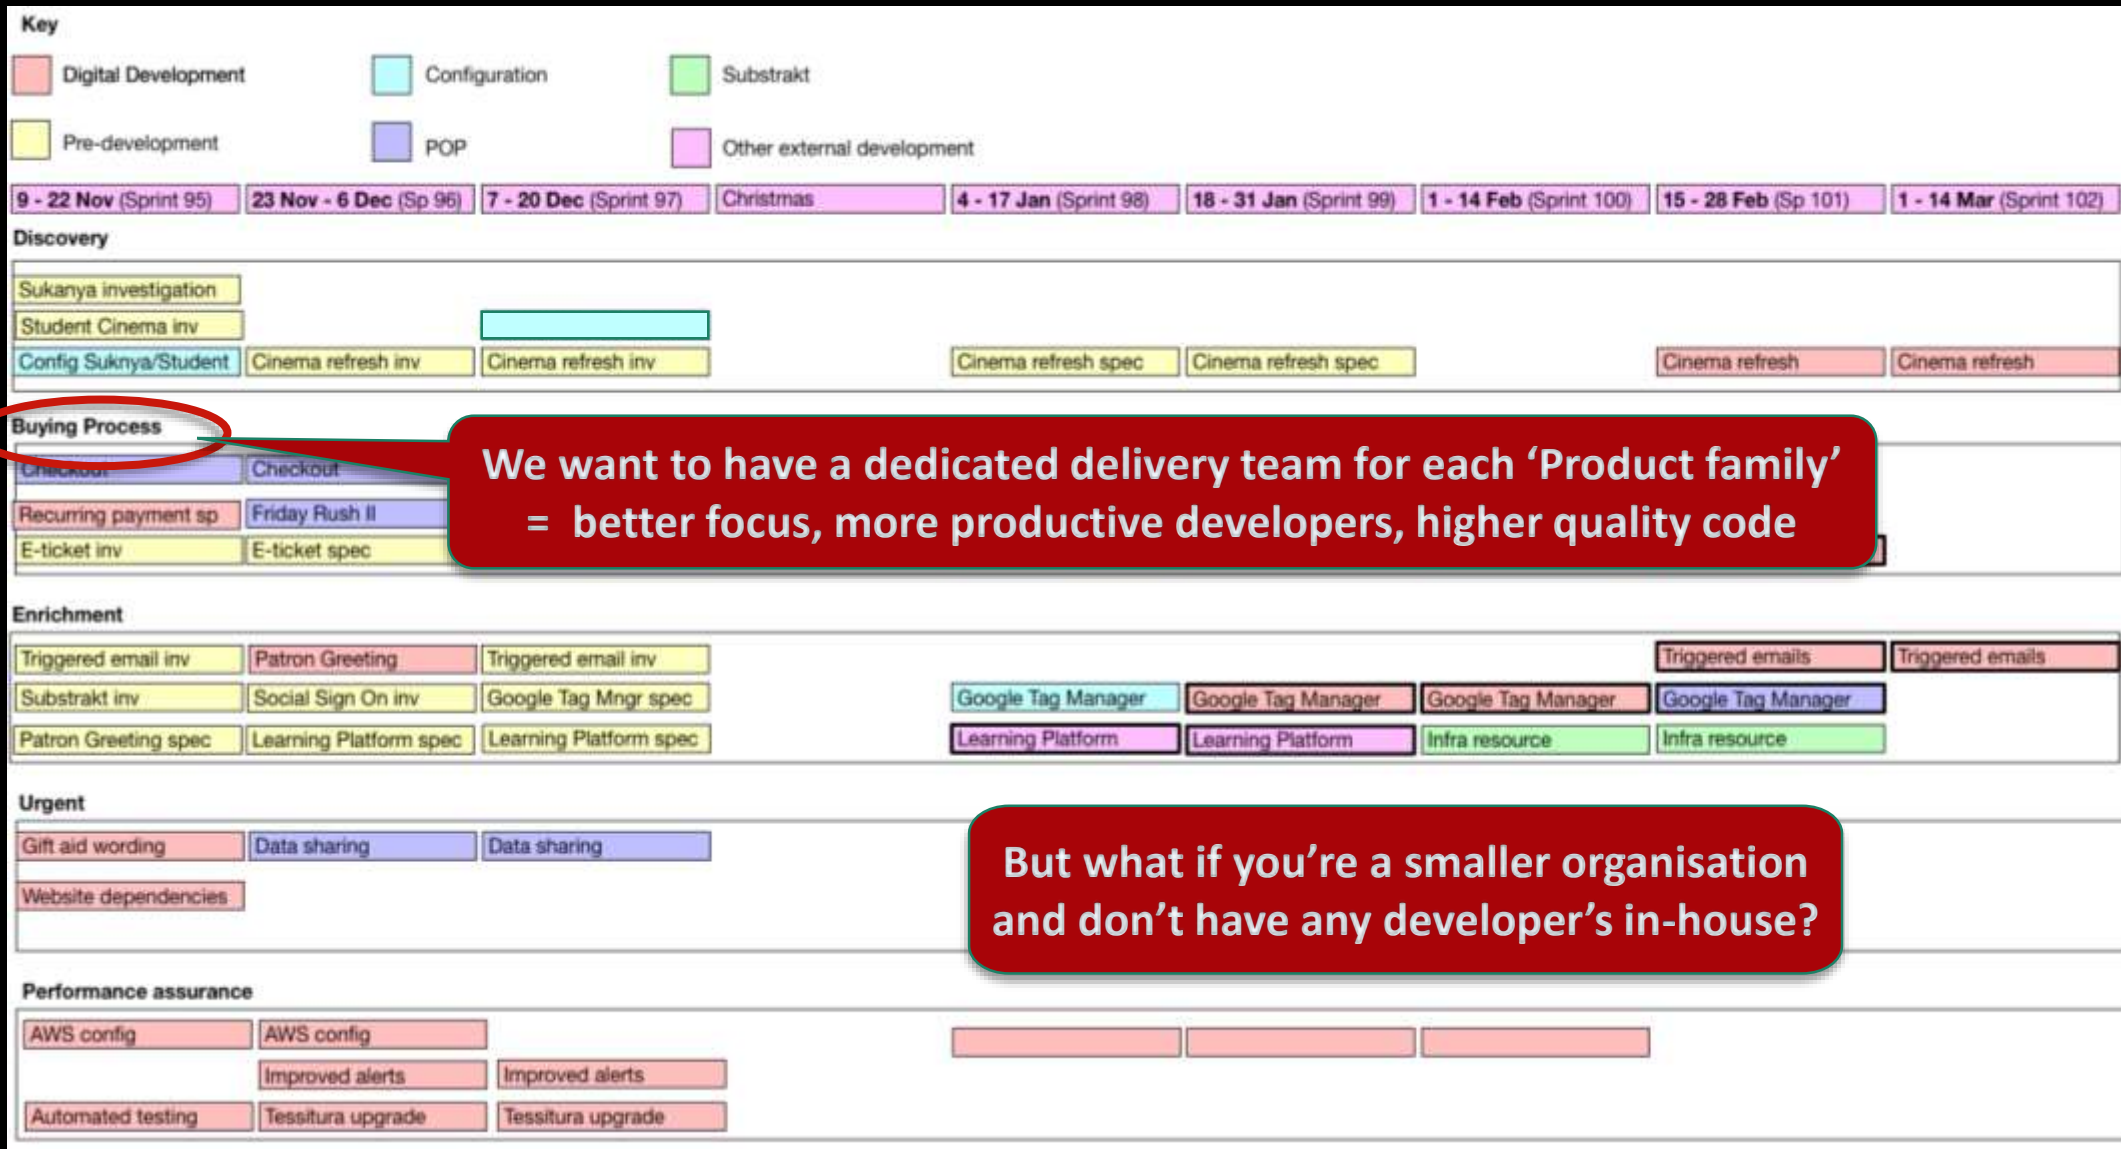 Key
Digital Development
Configuration
Substrakt
Pre-development
POP
Other external development
9 - 22 Nov (Sprint 95)
23 Nov - 6 Dec (Sp 96)
7 - 20 Dec (Sprint 97)
Christmas
4 - 17 Jan (Sprint 98)
18 - 31 Jan (Sprint 99)
1 - 14 Feb (Sprint 100)
15 - 28 Feb (Sp 101)
1 - 14 Mar (Sprint 102)
Discovery
Sukanya investigation
Student Cinema inv
Config Suknya/Student
Cinema refresh inv
Cinema refresh inv
Cinema refresh spec
Cinema refresh spec
Cinema refresh
Cinema refresh
Buying Process
Checkout
Checkout
Recurring payment sp
Friday Rush II
E-ticket inv
E-ticket spec
We want to have a dedicated delivery team for each ‘Product family’
= better focus, more productive developers, higher quality code
Enrichment
Triggered email inv
Patron Greeting
Triggered email inv
Triggered emails
Triggered emails
Substrakt inv
Social Sign On inv
Google Tag Mngr spec
Google Tag Manager
Google Tag Manager
Google Tag Manager
Google Tag Manager
Patron Greeting spec
Learning Platform spec
Learning Platform spec
Learning Platform
Learning Platform
Infra resource
Infra resource
Urgent
Gift aid wording
Data sharing
Data sharing
Website dependencies
But what if you’re a smaller organisation
and don’t have any developer’s in-house?
Performance assurance
AWS config
AWS config
Improved alerts
Improved alerts
Automated testing
Tessitura upgrade
Tessitura upgrade